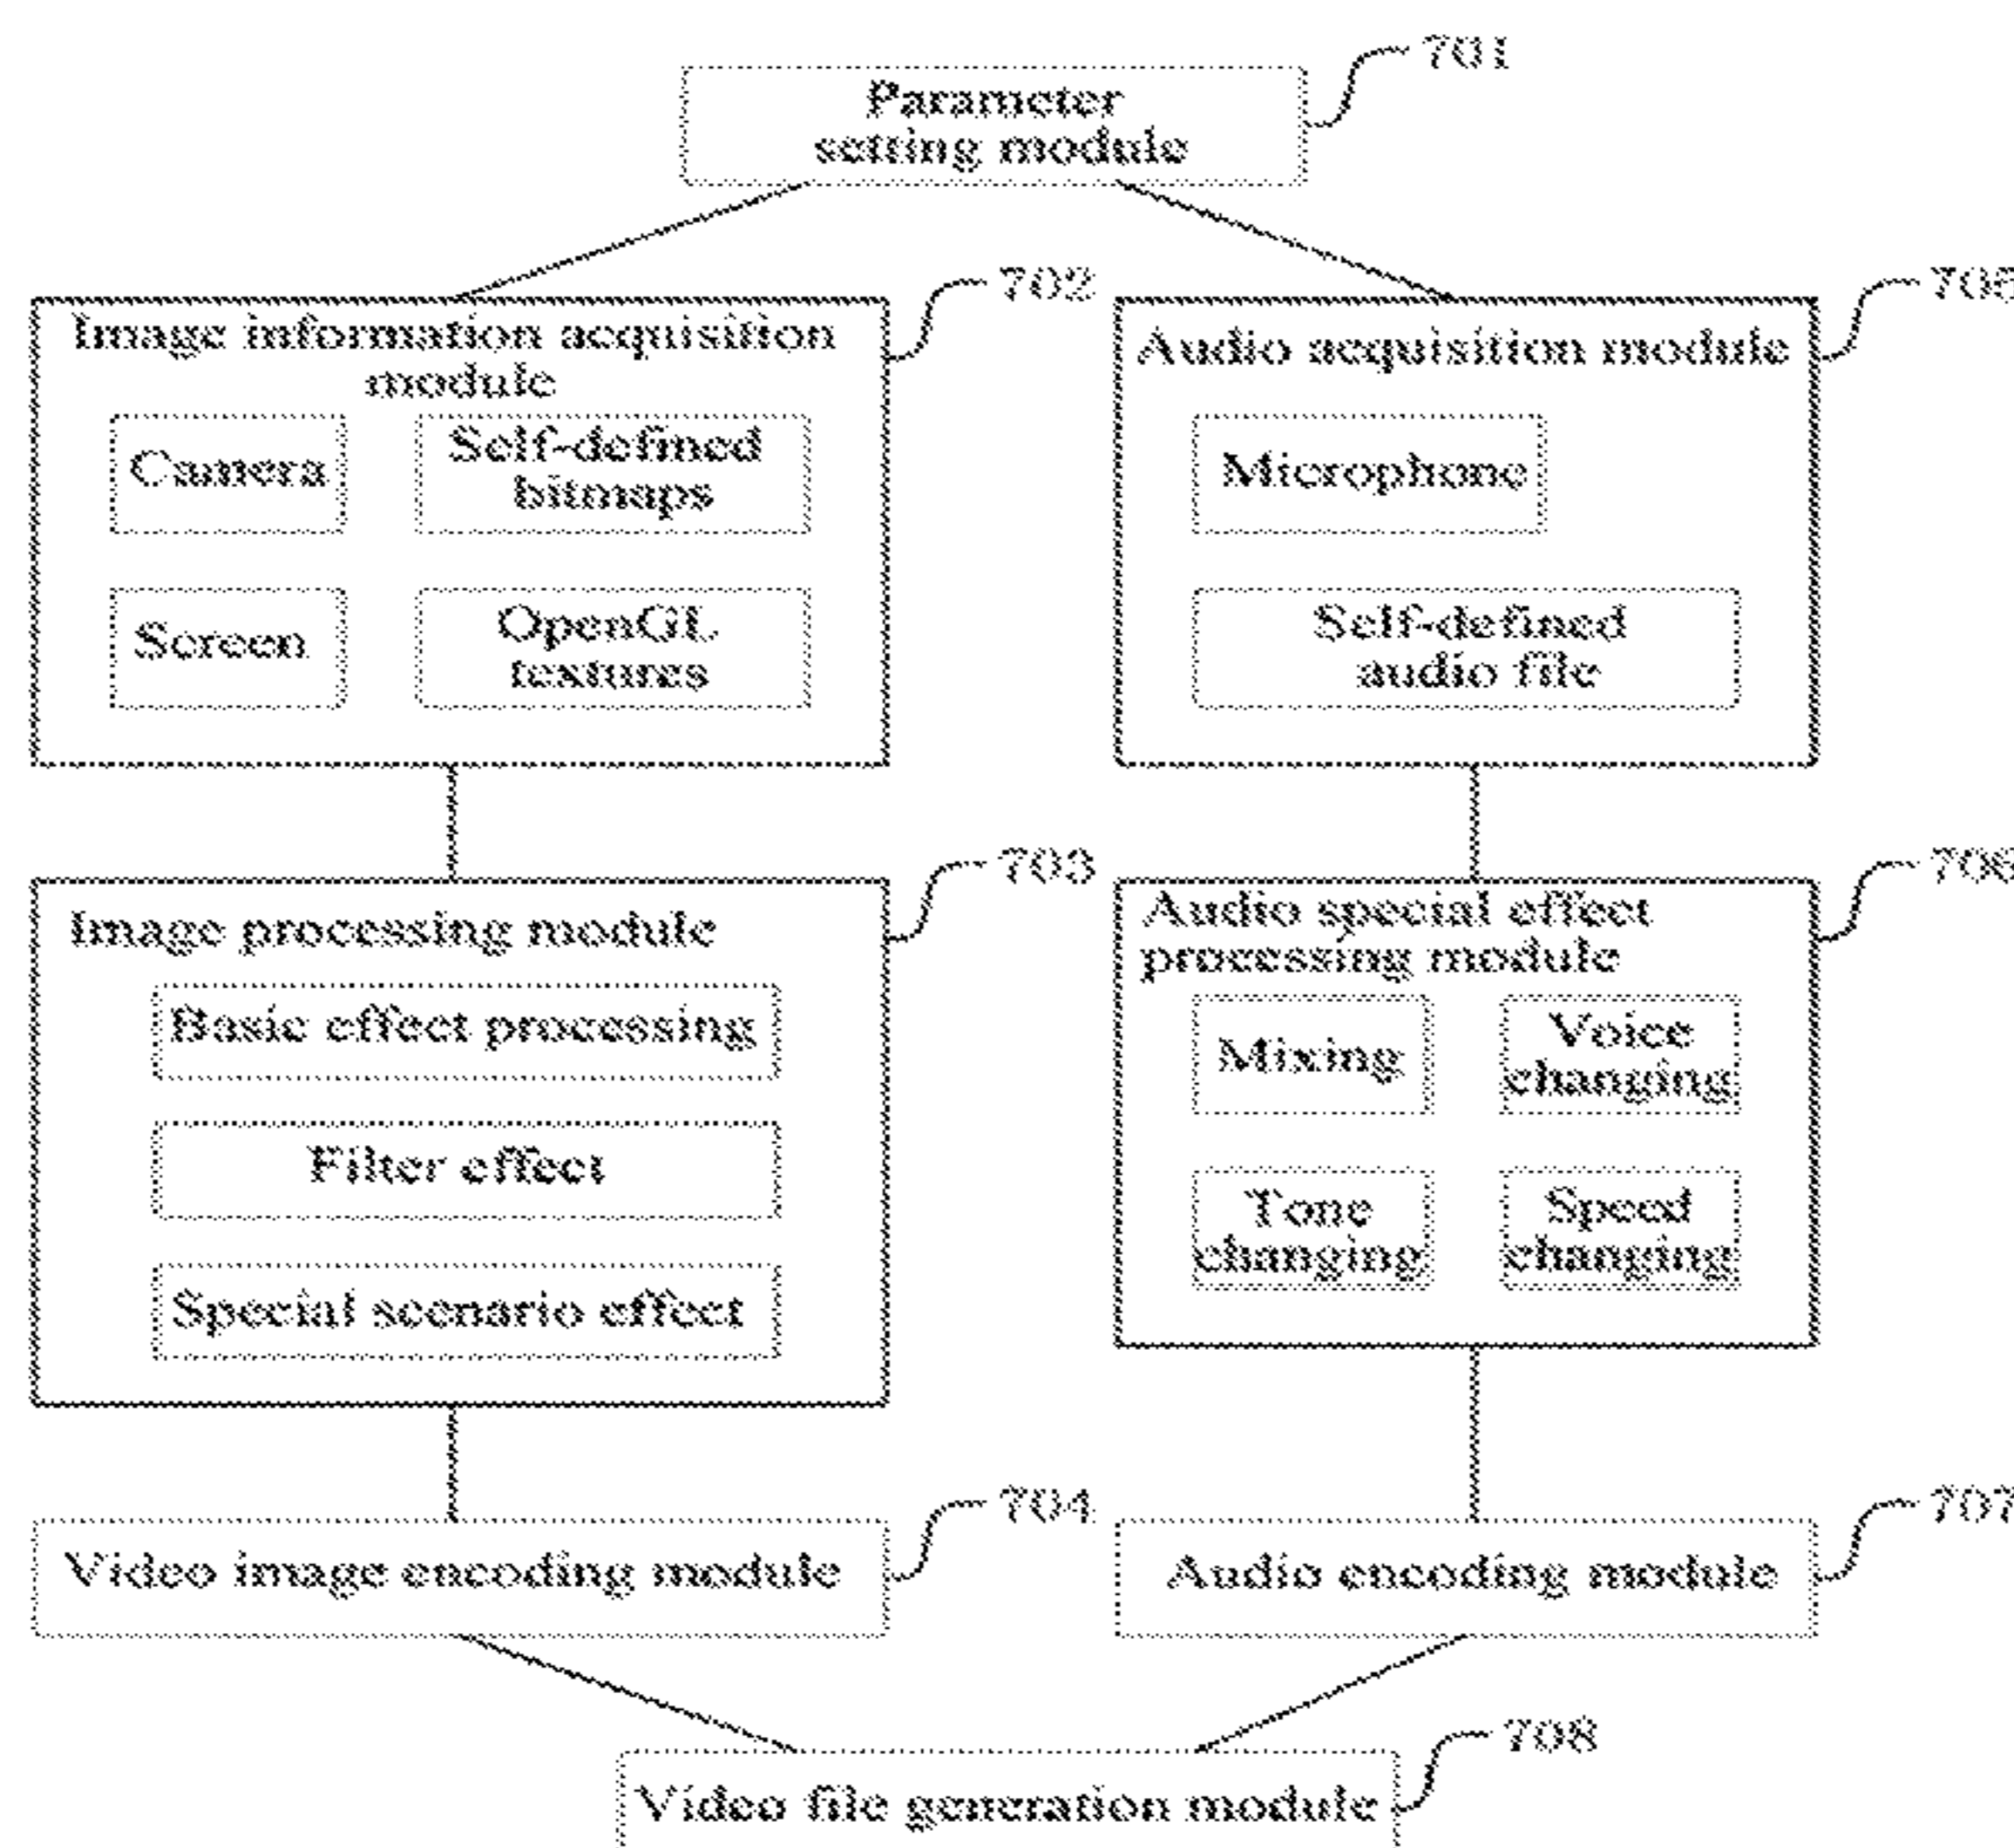 701
Parameter
setting module
702
Image information acquisition
module
Camera
Self-defined
bitmaps
Screen
OpenGL
textures
705
Audio acquisition module
Microphone
Self-defined
audio file
703
Image processing module
Basic effect processing
Filter effect
Special scenario effect
706
Audio special effect
processing module
Mixing
Voice
changing
Tone
changing
Speed
changing
704
Video image encoding module
707
Audio encoding module
708
Video file generation module